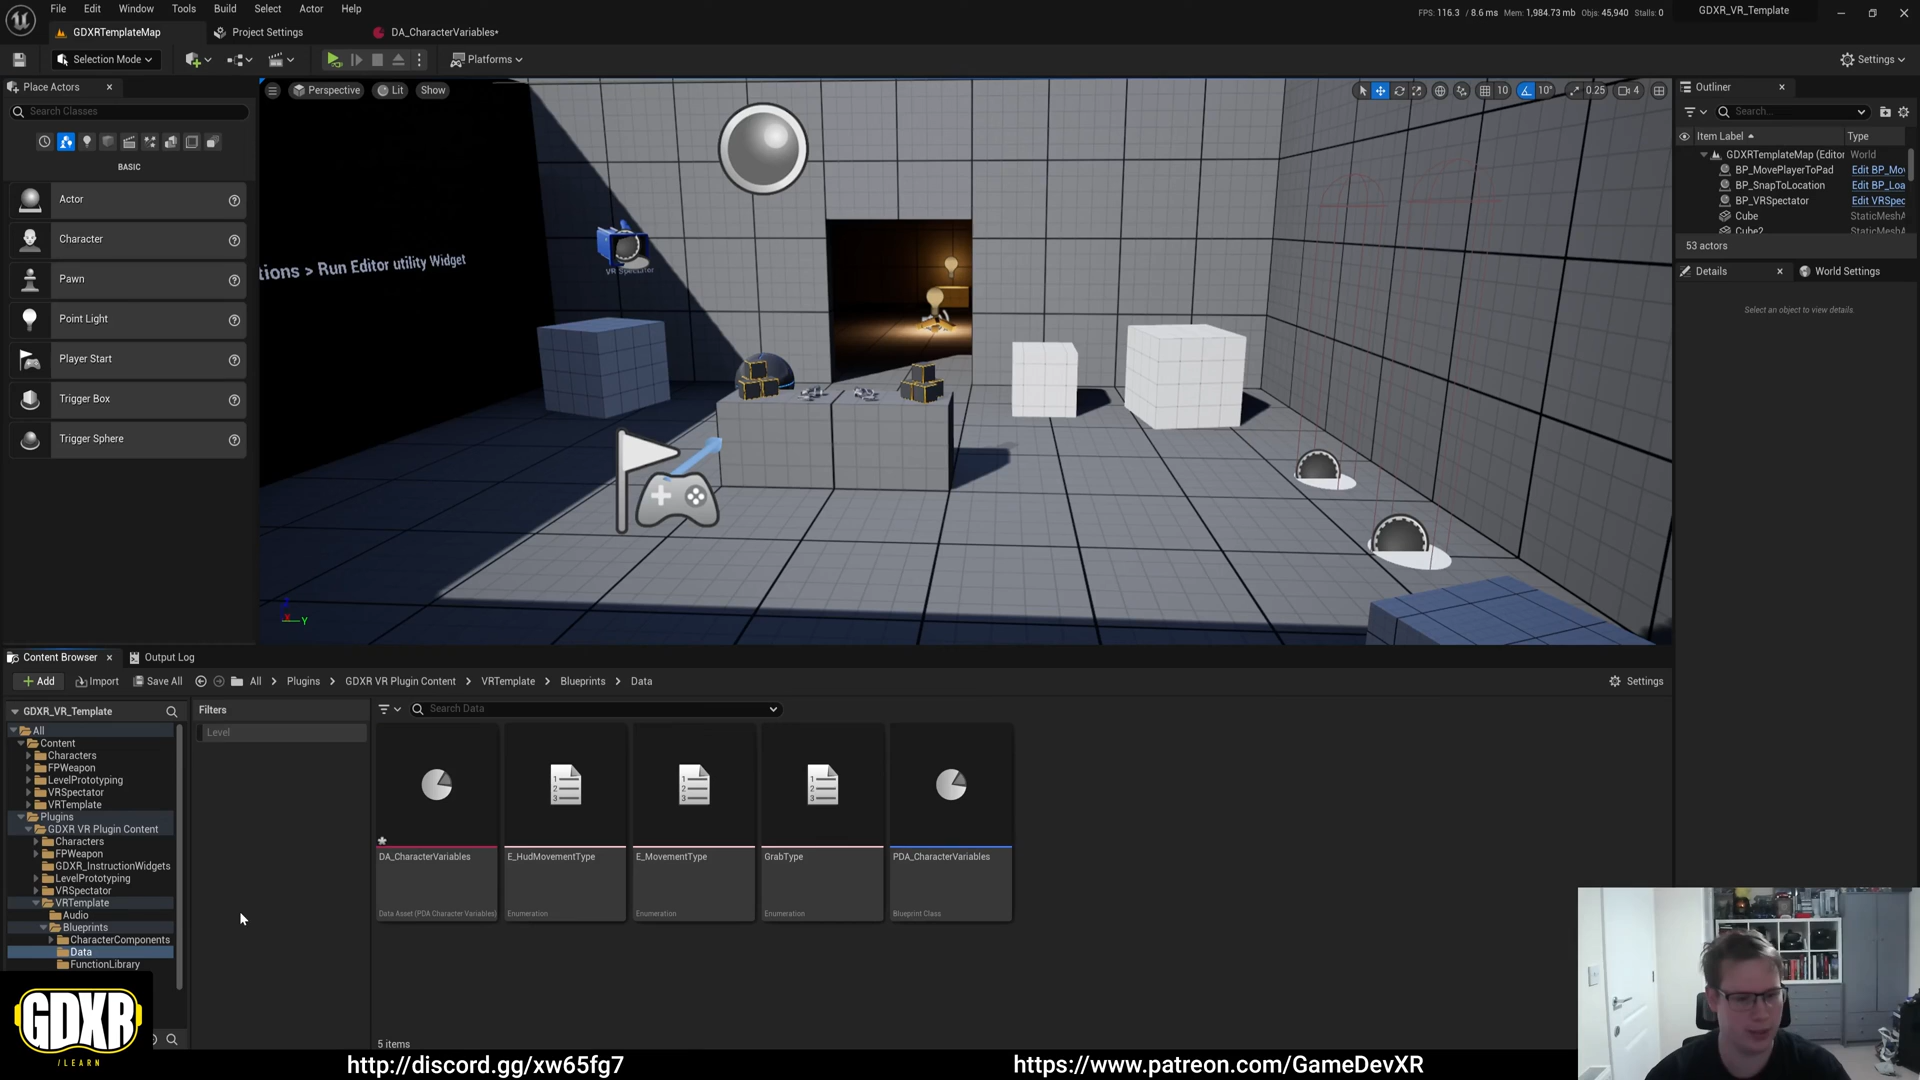 File Edit Window Tools Build Select Actor Help
FPS: 116.3 / 8.6 ms Mem: 1,984.73 mb Objs: 45,940 Stalls: 0
GDXR_VR_Template
GDXRTemplateMap
Project Settings
DA_CharacterVariables*
Selection Mode
Platforms
Settings
Place Actors
Search Classes
BASIC
Actor
Character
Pawn
Point Light
Player Start
Trigger Box
Trigger Sphere
Perspective
Lit
Show
10
10°
0.25
4
tions > Run Editor utility Widget
VR Spectator
Outliner
Search...
Item Label
Type
GDXRTemplateMap (Editor
World
BP_MovePlayerToPad
Edit BP_Mov
BP_SnapToLocation
Edit BP_Loa
BP_VRSpectator
Edit VRSpec
Cube
StaticMeshA
Cube2
StaticMeshA
53 actors
Details
World Settings
Select an object to view details
Content Browser
Output Log
Add
Import
Save All
All > Plugins > GDXR VR Plugin Content > VRTemplate > Blueprints > Data
Settings
GDXR_VR_Template
Filters
Level
Search Data
All
Content
Characters
FPWeapon
LevelPrototyping
VRSpectator
VRTemplate
Plugins
GDXR VR Plugin Content
Characters
FPWeapon
GDXR_InstructionWidgets
LevelPrototyping
VRSpectator
VRTemplate
Audio
Blueprints
CharacterComponents
Data
FunctionLibrary
DA_CharacterVariables
Data Asset (PDA Character Variables)
E_HudMovementType
Enumeration
E_MovementType
Enumeration
GrabType
Enumeration
PDA_CharacterVariables
Blueprint Class
5 items
GDXR
/LEARN
http://discord.gg/xw65fg7
https://www.patreon.com/GameDevXR